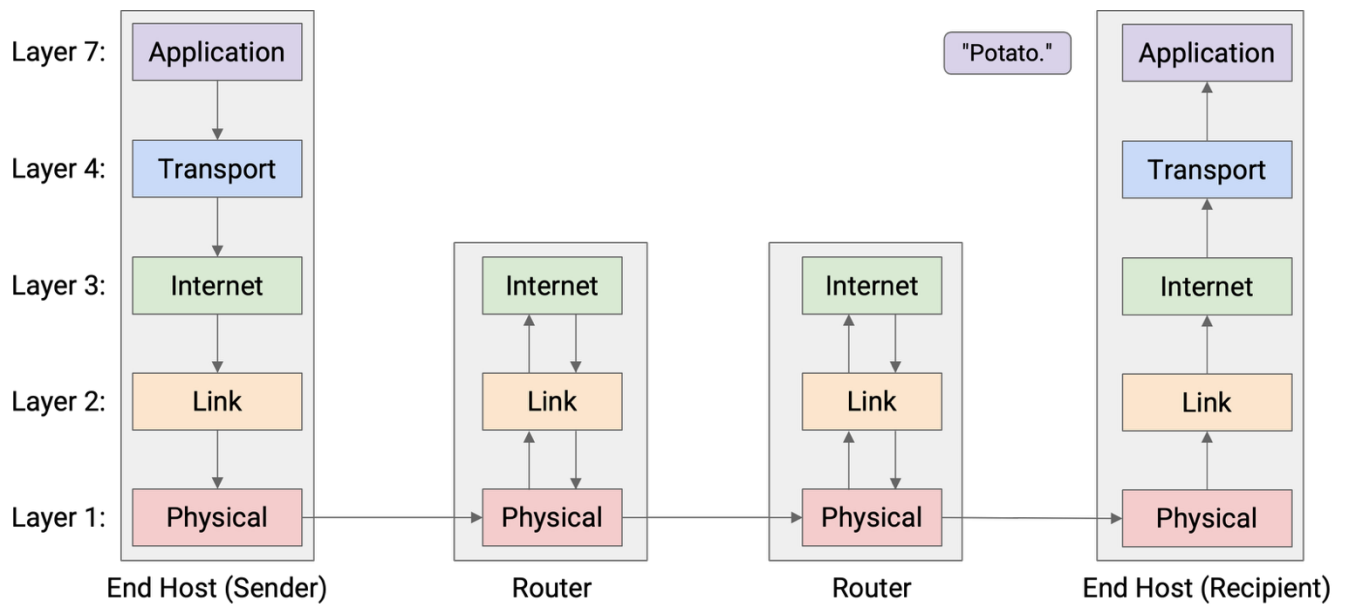 Layer 7:
Application
"Potato."
Application
Layer 4:
Transport
Transport
Layer 3:
Internet
Internet
Internet
Internet
Layer 2:
Link
Link
Link
Link
Layer 1:
Physical
Physical
Physical
Physical
End Host (Sender)
Router
Router
End Host (Recipient)